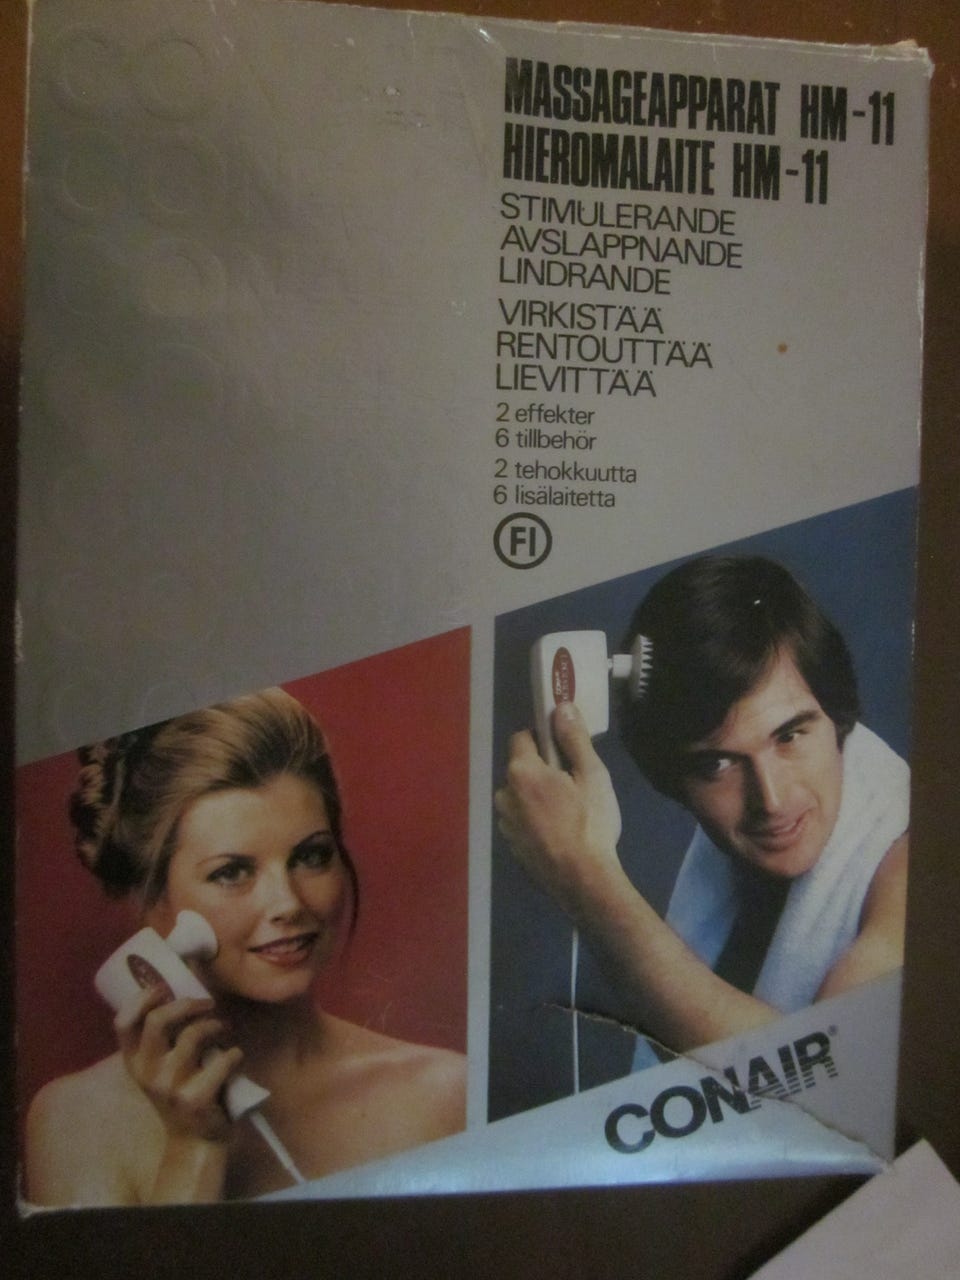 MASSAGEAPPARAT HM-11
HIEROMALAITE HM-11
STIMULERANDE
AVSLAPPNANDE
LINDRANDE
VIRKISTÄÄ
RENTOUTTÄÄ
LIEVITTÄÄ
2 effekter
6 tillbehör
2 tehokkuutta
6 lisälaitetta
FI
CONAIR®